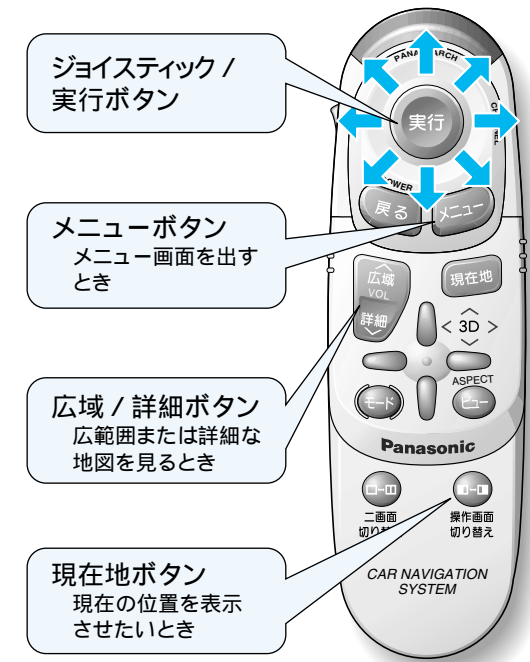 ジョイスティック /
実行ボタン
メニューボタン
メニュー画面を出す
とき
広域 / 詳細ボタン
広範囲または詳細な
地図を見るとき
現在地ボタン
現在の位置を表示
させたいとき
実行
戻る
メニュー
広域
VOL
詳細
現在地
< 3D >
ASPECT
モード
ビュー
Panasonic
二画面
操作画面
切り替え
CAR NAVIGATION
SYSTEM